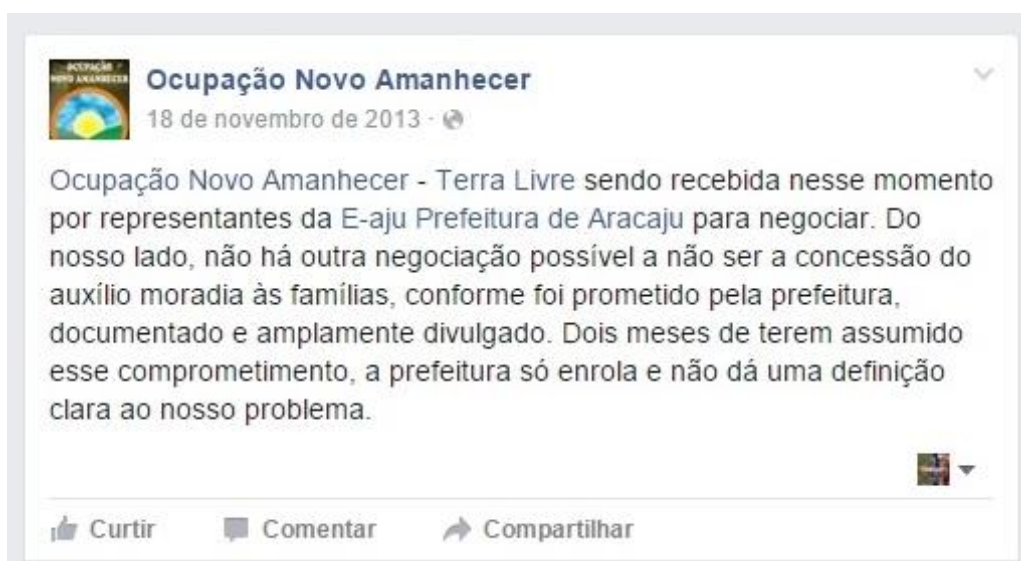 OCUPAÇÃO
NOVO AMANHECER
Ocupação Novo Amanhecer
18 de novembro de 2013 ·
Ocupação Novo Amanhecer - Terra Livre sendo recebida nesse momento
por representantes da E-aju Prefeitura de Aracaju para negociar. Do
nosso lado, não há outra negociação possível a não ser a concessão do
auxílio moradia às famílias, conforme foi prometido pela prefeitura,
documentado e amplamente divulgado. Dois meses de terem assumido
esse comprometimento, a prefeitura só enrola e não dá uma definição
clara ao nosso problema.
Curtir Comentar Compartilhar